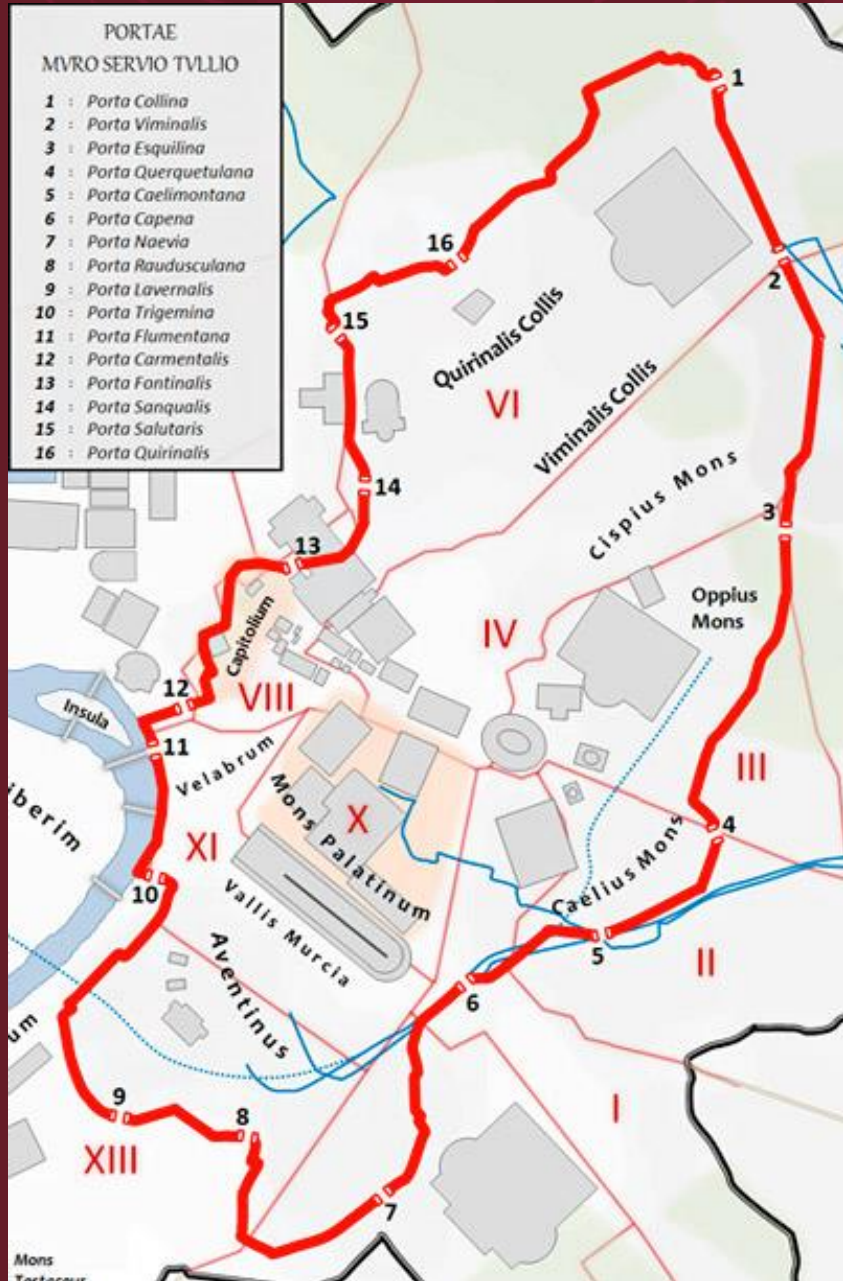 PORTAE
MVRO SERVIO TVLLIO
1 : Porta Collina
2 : Porta Viminalis
3 : Porta Esquilina
4 : Porta Querquetulana
5 : Porta Caelimontana
6 : Porta Capena
7 : Porta Naevia
8 : Porta Raudusculana
9 : Porta Lavernalis
10 : Porta Trigemina
11 : Porta Flumentana
12 : Porta Carmentalis
13 : Porta Fontinalis
14 : Porta Sanqualis
15 : Porta Salutaris
16 : Porta Quirinalis
1
2
16
15
Quirinalis Collis
VI
Viminalis Collis
14
Cispius Mons
3
13
Oppius
Mons
Capitolium
IV
VIII
12
Insula
11
Velabrum
III
Mons Palatinum
X
iberim
XI
4
Caelius Mons
10
Vallis Murcia
5
II
Aventinus
6
um
9
8
I
XIII
7
Mons